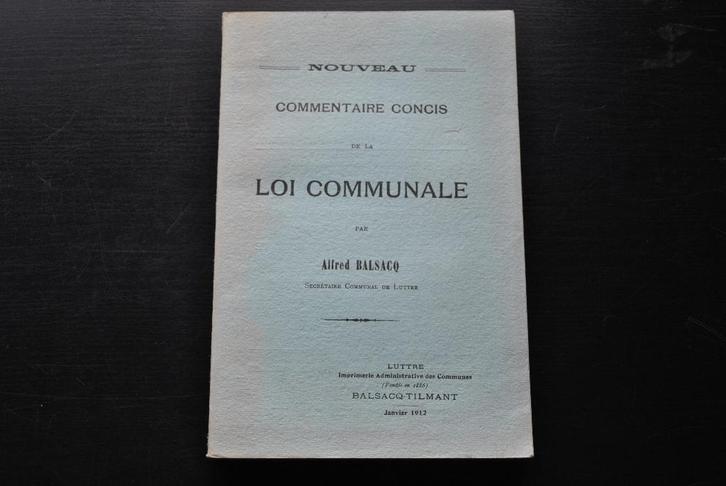 NOUVEAU
COMMENTAIRE CONCIS
DE LA
LOI COMMUNALE
PAR
Alfred BALSACQ
SECRÉTAIRE COMMUNAL DE LUTTRE
LUTTRE
Imprimerie Administrative des Communes
(Fondée en 1886)
BALSACQ-TILMANT
Janvier 1912